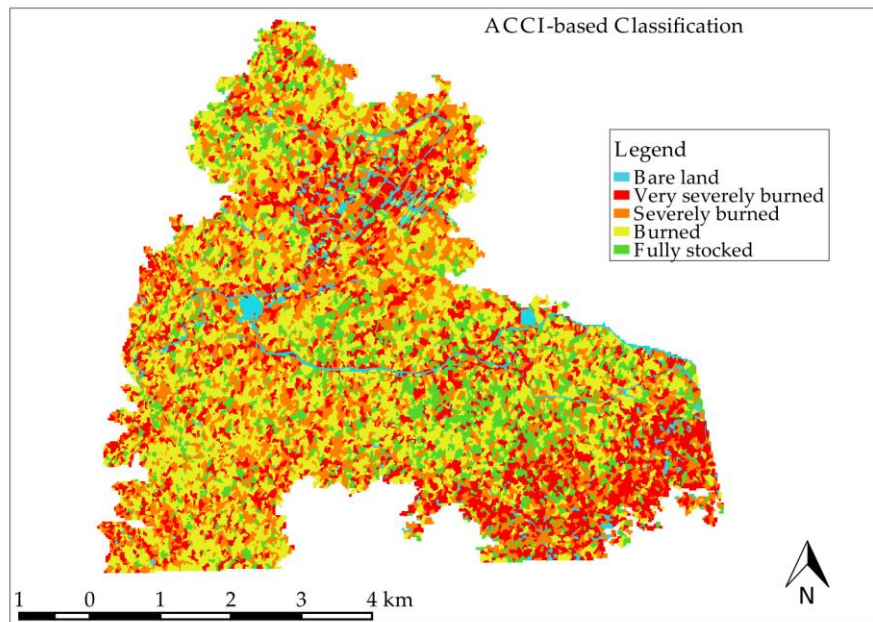 ACCI-based Classification
Legend
Bare land
Very severely burned
Severely burned
Burned
Fully stocked
1 0 1 2 3 4 km
N